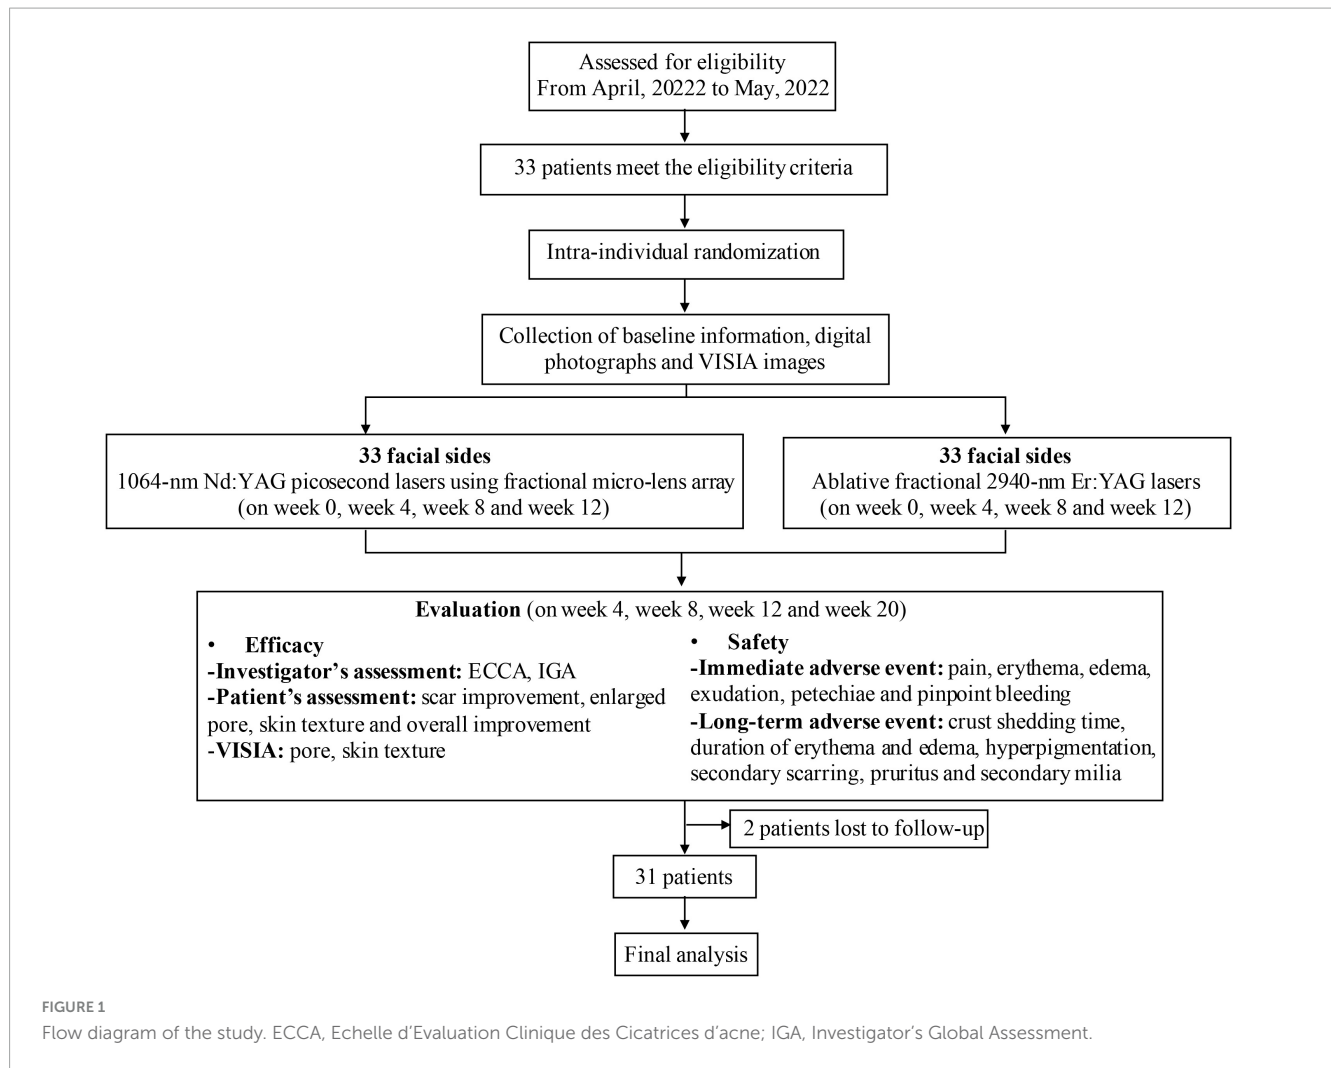 Assessed for eligibility
From April, 20222 to May, 2022
33 patients meet the eligibility criteria
Intra-individual randomization
Collection of baseline information, digital
photographs and VISIA images
33 facial sides
1064-nm Nd:YAG picosecond lasers using fractional micro-lens array
(on week 0, week 4, week 8 and week 12)
33 facial sides
Ablative fractional 2940-nm Er:YAG lasers
(on week 0, week 4, week 8 and week 12)
Evaluation (on week 4, week 8, week 12 and week 20)
• Efficacy
-Investigator's assessment: ECCA, IGA
-Patient's assessment: scar improvement, enlarged
pore, skin texture and overall improvement
-VISIA: pore, skin texture
• Safety
-Immediate adverse event: pain, erythema, edema,
exudation, petechiae and pinpoint bleeding
-Long-term adverse event: crust shedding time,
duration of erythema and edema, hyperpigmentation,
secondary scarring, pruritus and secondary milia
2 patients lost to follow-up
31 patients
Final analysis
FIGURE 1
Flow diagram of the study. ECCA, Echelle d'Evaluation Clinique des Cicatrices d'acne; IGA, Investigator's Global Assessment.